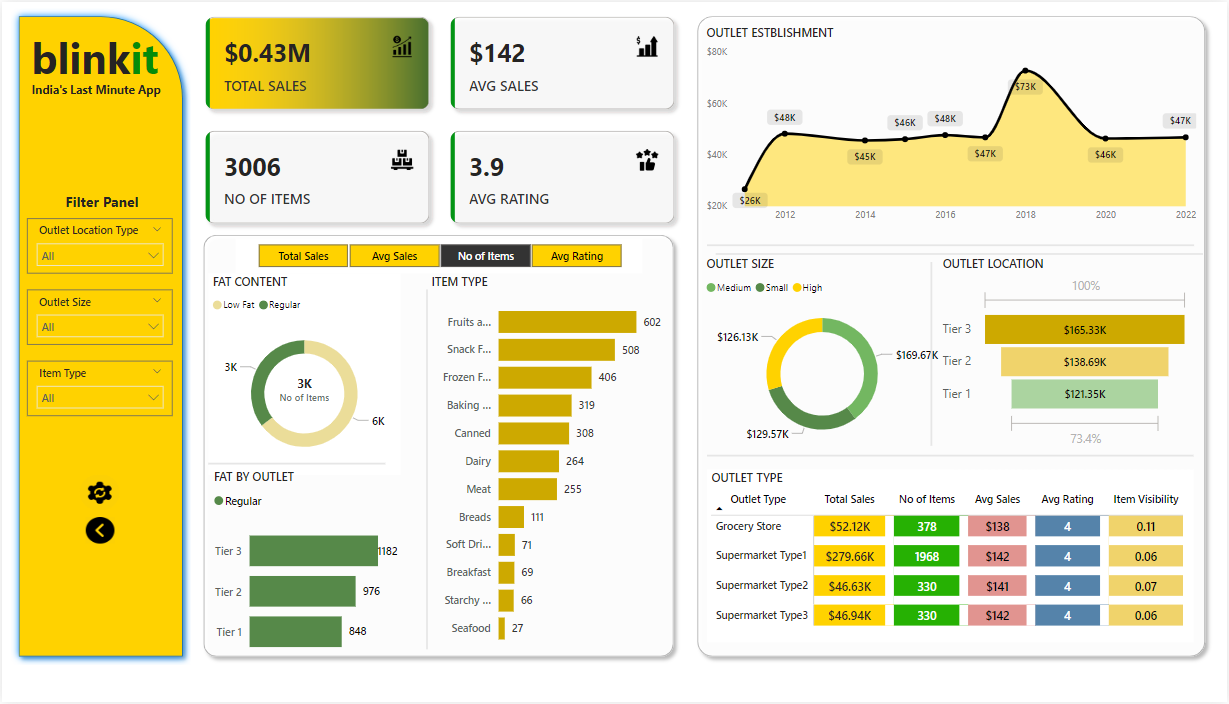 blinkit
India's Last Minute App
Filter Panel
Outlet Location Type
All
Outlet Size
All
Item Type
All
$0.43M
TOTAL SALES
$142
AVG SALES
3006
NO OF ITEMS
3.9
AVG RATING
Total Sales
Avg Sales
No of Items
Avg Rating
FAT CONTENT
Low Fat
Regular
3K
3K
No of Items
6K
FAT BY OUTLET
Regular
Tier 3
1182
Tier 2
976
Tier 1
848
ITEM TYPE
Fruits a...
602
Snack F...
508
Frozen F...
406
Baking ...
319
Canned
308
Dairy
264
Meat
255
Breads
111
Soft Dri...
71
Breakfast
69
Starchy ...
66
Seafood
27
OUTLET ESTBLISHMENT
$80K
$60K
$40K
$20K
$26K
$48K
$45K
$46K
$48K
$47K
$73K
$46K
$47K
2012
2014
2016
2018
2020
2022
OUTLET SIZE
Medium
Small
High
$126.13K
$169.67K
$129.57K
OUTLET LOCATION
100%
Tier 3
$165.33K
Tier 2
$138.69K
Tier 1
$121.35K
73.4%
OUTLET TYPE
Outlet Type Total Sales No of Items Avg Sales Avg Rating Item Visibility
Grocery Store $52.12K 378 $138 4 0.11
Supermarket Type1 $279.66K 1968 $142 4 0.06
Supermarket Type2 $46.63K 330 $141 4 0.07
Supermarket Type3 $46.94K 330 $142 4 0.06